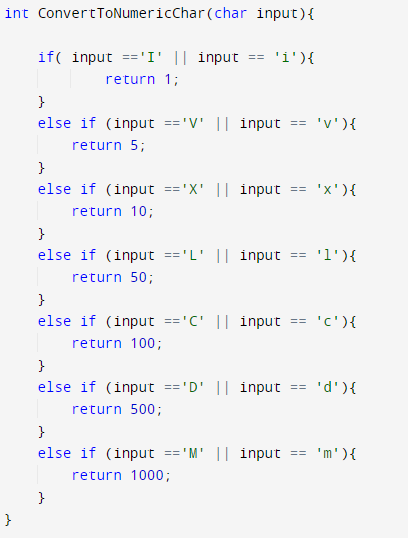 int ConvertToNumericChar(char input){
if( input =='I' || input == 'i'){
return 1;
}
else if (input =='V' || input == 'v'){
return 5;
}
else if (input =='X' || input == 'x'){
return 10;
}
else if (input =='L' || input == 'l'){
return 50;
}
else if (input =='C' || input == 'c'){
return 100;
}
else if (input =='D' || input == 'd'){
return 500;
}
else if (input =='M' || input == 'm'){
return 1000;
}
}